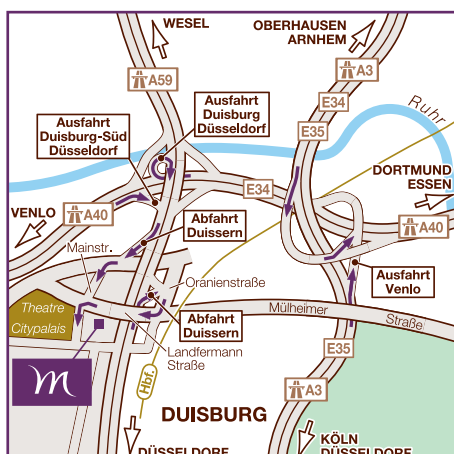 WESEL
OBERHAUSEN
ARNHEM
A59
A3
E34
E35
Ruhr
Ausfahrt
Duisburg
Düsseldorf
Ausfahrt
Duisburg-Süd
Düsseldorf
DORTMUND
ESSEN
E34
VENLO
A40
A40
Abfahrt
Duissern
Mainstr.
Ausfahrt
Venlo
Oranienstraße
Theatre
Citypalais
Mülheimer
Straße
Abfahrt
Duissern
Landfermann
Straße
E35
m
Hbf.
A3
DUISBURG
KÖLN
DÜSSELDORF
DÜSSELDORF